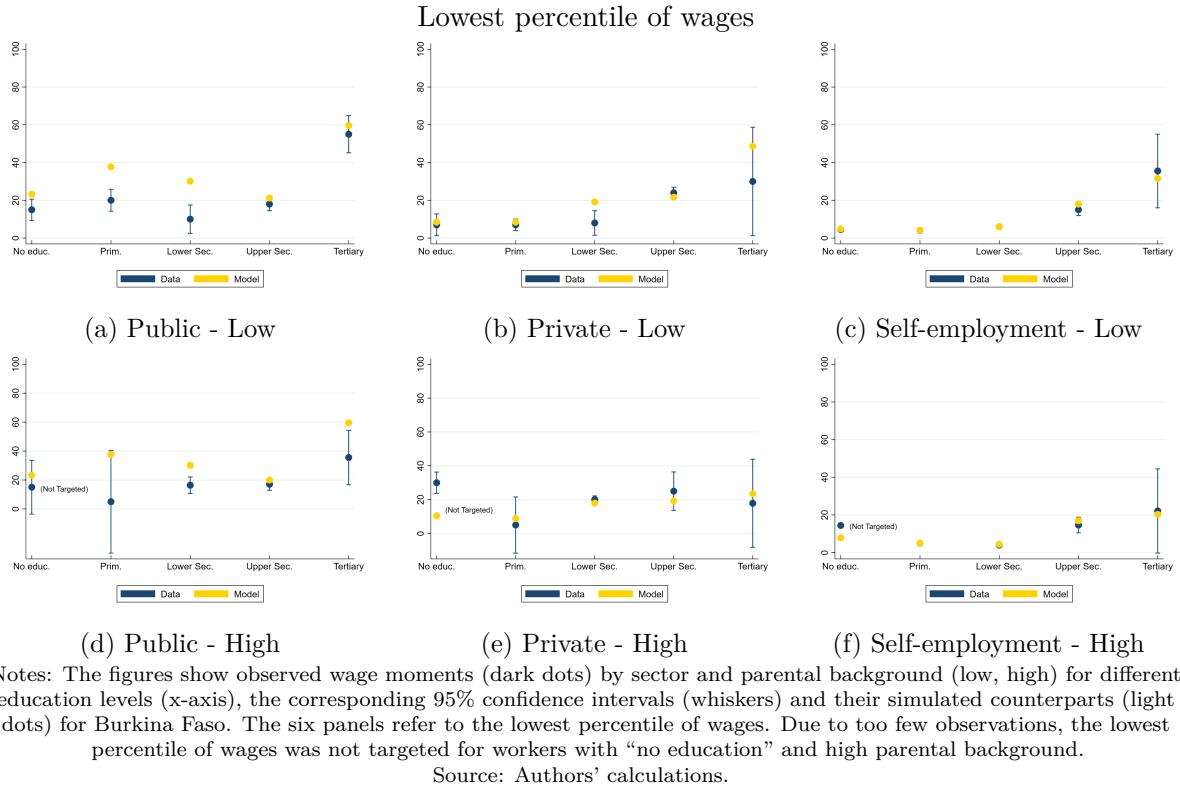 Lowest percentile of wages
100
80
60
40
20
0
No educ. Prim. Lower Sec. Upper Sec. Tertiary
Data Model
(a) Public - Low
100
80
60
40
20
0
No educ. Prim. Lower Sec. Upper Sec. Tertiary
Data Model
(b) Private - Low
100
80
60
40
20
0
No educ. Prim. Lower Sec. Upper Sec. Tertiary
Data Model
(c) Self-employment - Low
100
80
60
40
20
0
(Not Targeted)
No educ. Prim. Lower Sec. Upper Sec. Tertiary
Data Model
(d) Public - High
100
80
60
40
20
0
(Not Targeted)
No educ. Prim. Lower Sec. Upper Sec. Tertiary
Data Model
(e) Private - High
100
80
60
40
20
0
(Not Targeted)
No educ. Prim. Lower Sec. Upper Sec. Tertiary
Data Model
(f) Self-employment - High
Notes: The figures show observed wage moments (dark dots) by sector and parental background (low, high) for different
education levels (x-axis), the corresponding 95% confidence intervals (whiskers) and their simulated counterparts (light
dots) for Burkina Faso. The six panels refer to the lowest percentile of wages. Due to too few observations, the lowest
percentile of wages was not targeted for workers with “no education” and high parental background.
Source: Authors’ calculations.